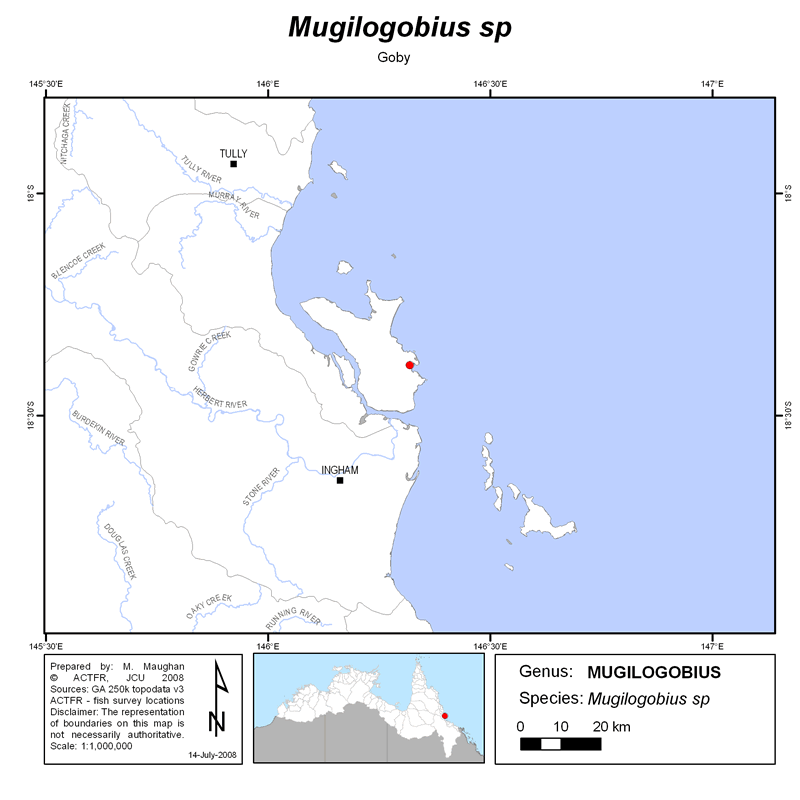 Mugilogobius sp
Goby
145°30'E 146°E 146°30'E 147°E
NITCHAGA CREEK
TULLY
TULLY RIVER
18°S 18°S
MURRAY RIVER
BLENCOE CREEK
GOWRIE CREEK
HERBERT RIVER
18°30'S 18°30'S
BURDEKIN RIVER
INGHAM
STONE RIVER
DOUGLAS CREEK
OAKY CREEK
RUNNING RIVER
145°30'E 146°E 146°30'E 147°E
Prepared by: M. Maughan
© ACTFR, JCU 2008
Sources: GA 250k topodata v3
ACTFR - fish survey locations
Disclaimer: The representation
of boundaries on this map is
not necessarily authoritative.
Scale: 1:1,000,000
N
14-July-2008
Genus: MUGILOGOBIUS
Species: Mugilogobius sp
0 10 20 km